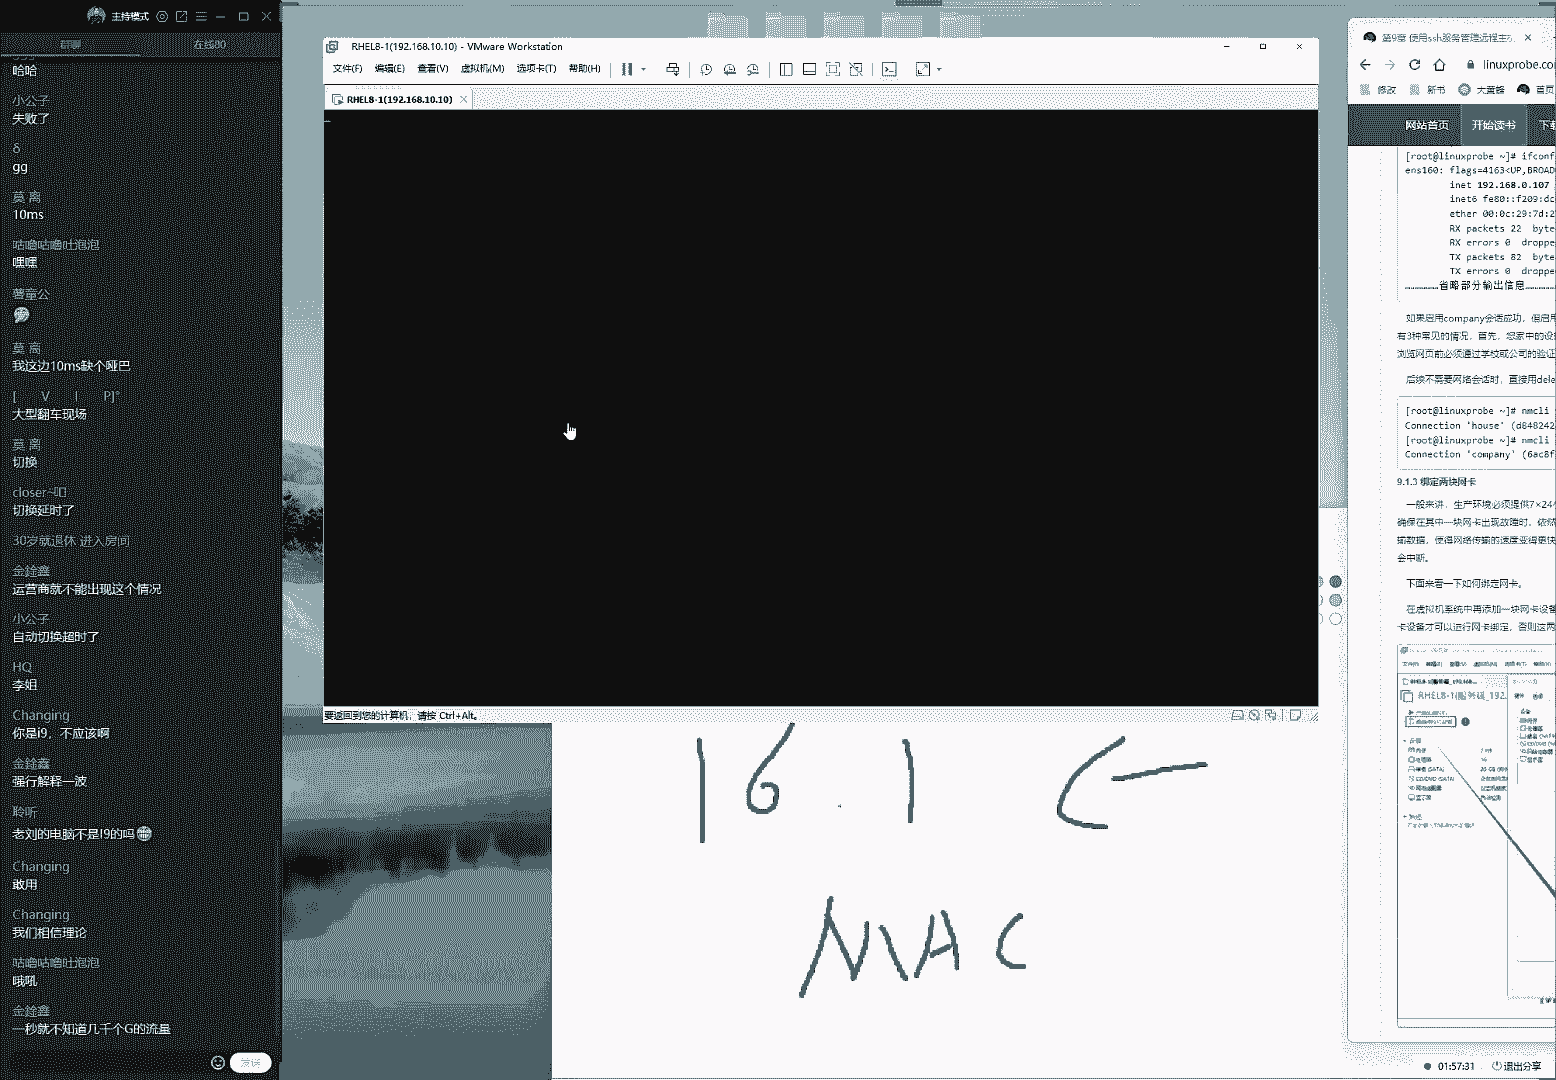 主持模式
群聊
在线80
哈哈
小公子
失败了
δ
gg
莫 离
10ms
咕噜咕噜吐泡泡
嘿嘿
薯童公
莫 离
我这边10ms缺个哑巴
[ V I P]°
大型翻车现场
莫 离
切换
closer~
切换延时了
30岁就退休 进入房间
金銓鑫
运营商就不能出现这个情况
小公子
自动切换超时了
HQ
李姐
Changing
你是i9，不应该啊
金銓鑫
强行解释一波
聆听
老刘的电脑不是I9的吗
Changing
敢用
Changing
我们相信理论
咕噜咕噜吐泡泡
哦吼
金銓鑫
一秒就不知道几千个G的流量
发送
RHEL8-1(192.168.10.10) - VMware Workstation
文件(F) 编辑(E) 查看(V) 虚拟机(M) 选项卡(T) 帮助(H)
RHEL8-1(192.168.10.10)
要返回到您的计算机，请按 Ctrl+Alt。
16.1
MAC
第9章 使用ssh服务管理远程主
linuxprobe.co
修改 新书 大黄蜂 首页
网站首页 开始读书 下载
[root@linuxprobe ~]# ifconf
ens160: flags=4163<UP,BROAD
inet 192.168.0.107
inet6 fe80::f209:dc
ether 00:0c:29:7d:2
RX packets 22 byte
RX errors 0 droppe
TX packets 82 byte
TX errors 0 droppe
………………省略部分输出信息………………
如果启用company会话成功，但启用
有3种常见的情况。首先，您家中的设
浏览网页前必须通过学校或公司的验证
后续不需要网络会话时，直接用dele
[root@linuxprobe ~]# nmcli
Connection 'house' (d848242
[root@linuxprobe ~]# nmcli
Connection 'company' (6ac8f
9.1.3 绑定两块网卡
一般来讲，生产环境必须提供7×24
确保在其中一块网卡出现故障时，依然
输数据，使得网络传输的速度变得更快
会中断。
下面来看一下如何绑定网卡。
在虚拟机系统中再添加一块网卡设备
卡设备才可以进行网卡绑定，否则这两
01:57:31 退出分享